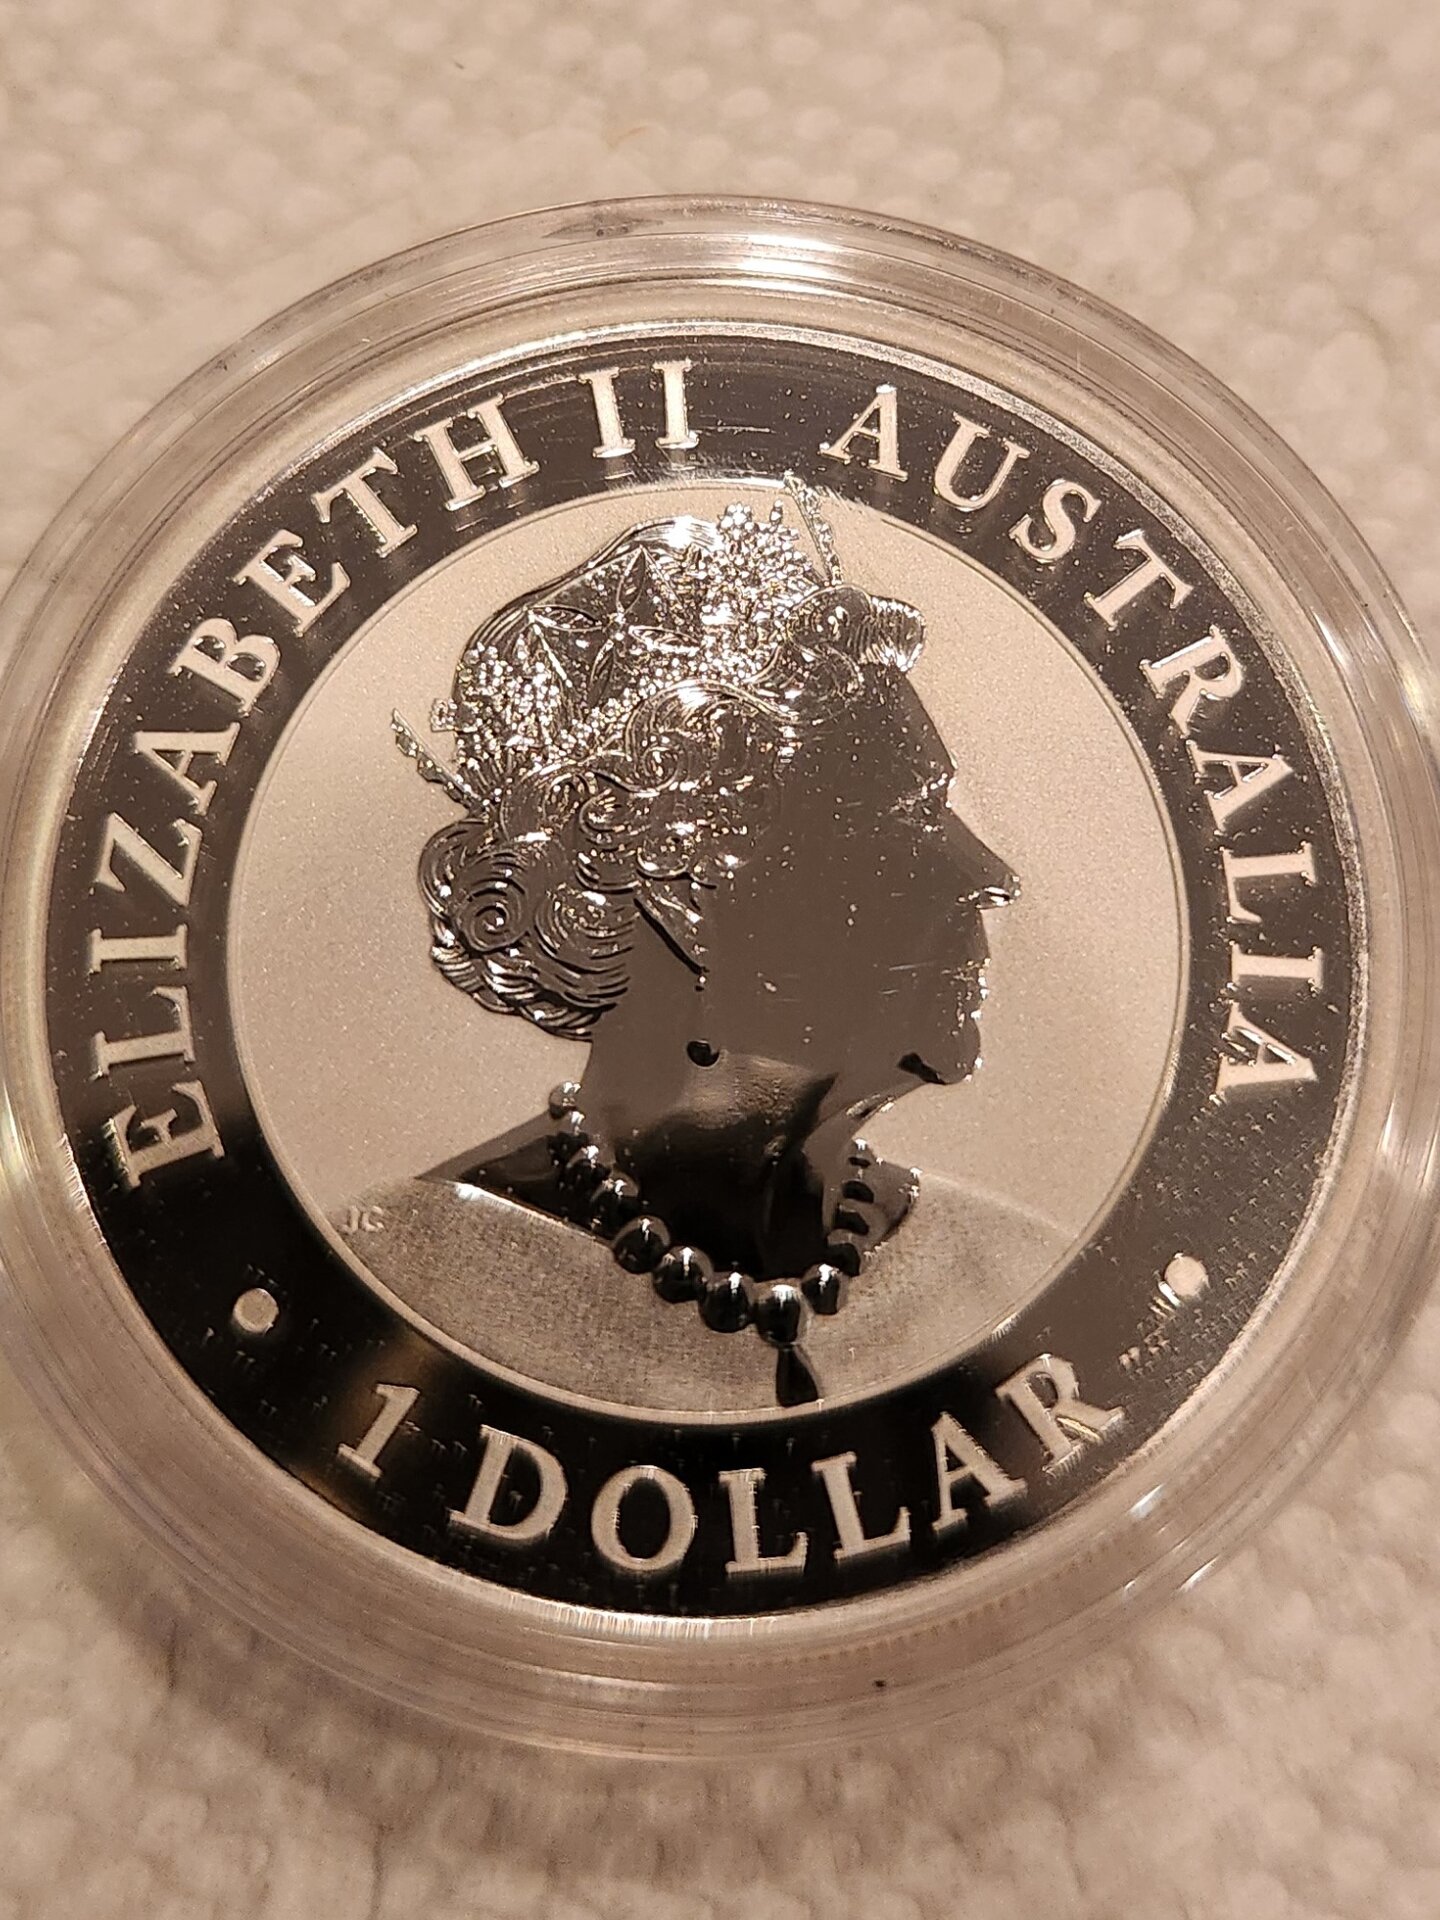 ELIZABETH II AUSTRALIA
JC
1 DOLLAR